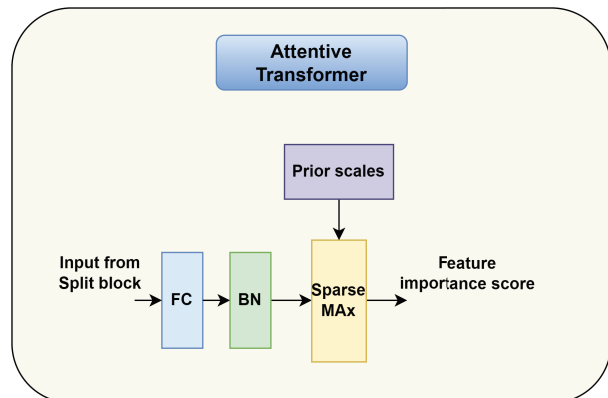 Attentive
Transformer
Prior scales
Input from
Split block
FC
BN
Sparse
MAx
Feature
importance score